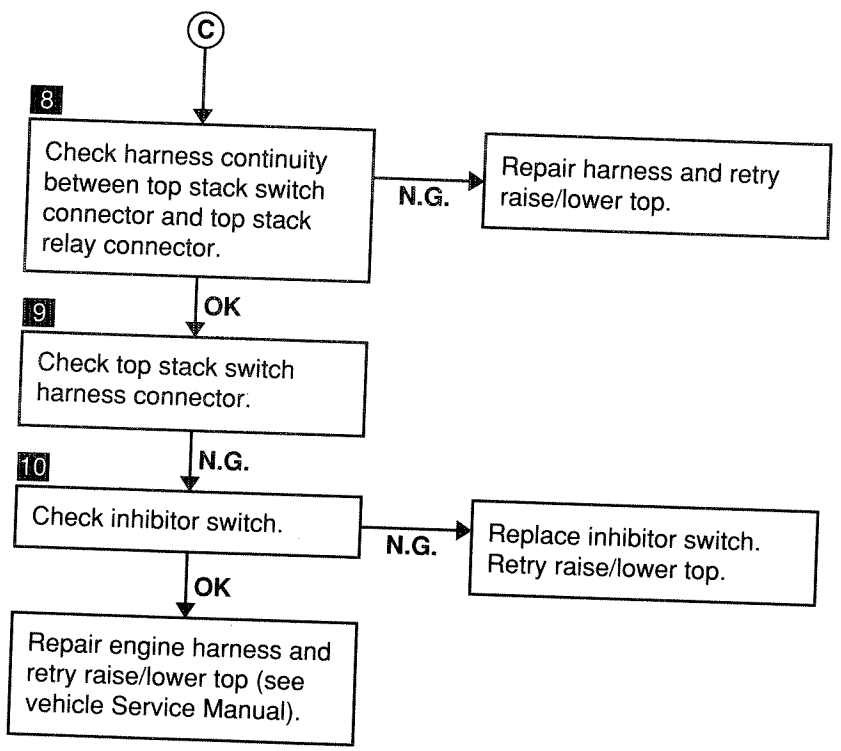 C
8
Check harness continuity
between top stack switch
connector and top stack
relay connector.
N.G.
Repair harness and retry
raise/lower top.
OK
9
Check top stack switch
harness connector.
N.G.
10
Check inhibitor switch.
N.G.
Replace inhibitor switch.
Retry raise/lower top.
OK
Repair engine harness and
retry raise/lower top (see
vehicle Service Manual).